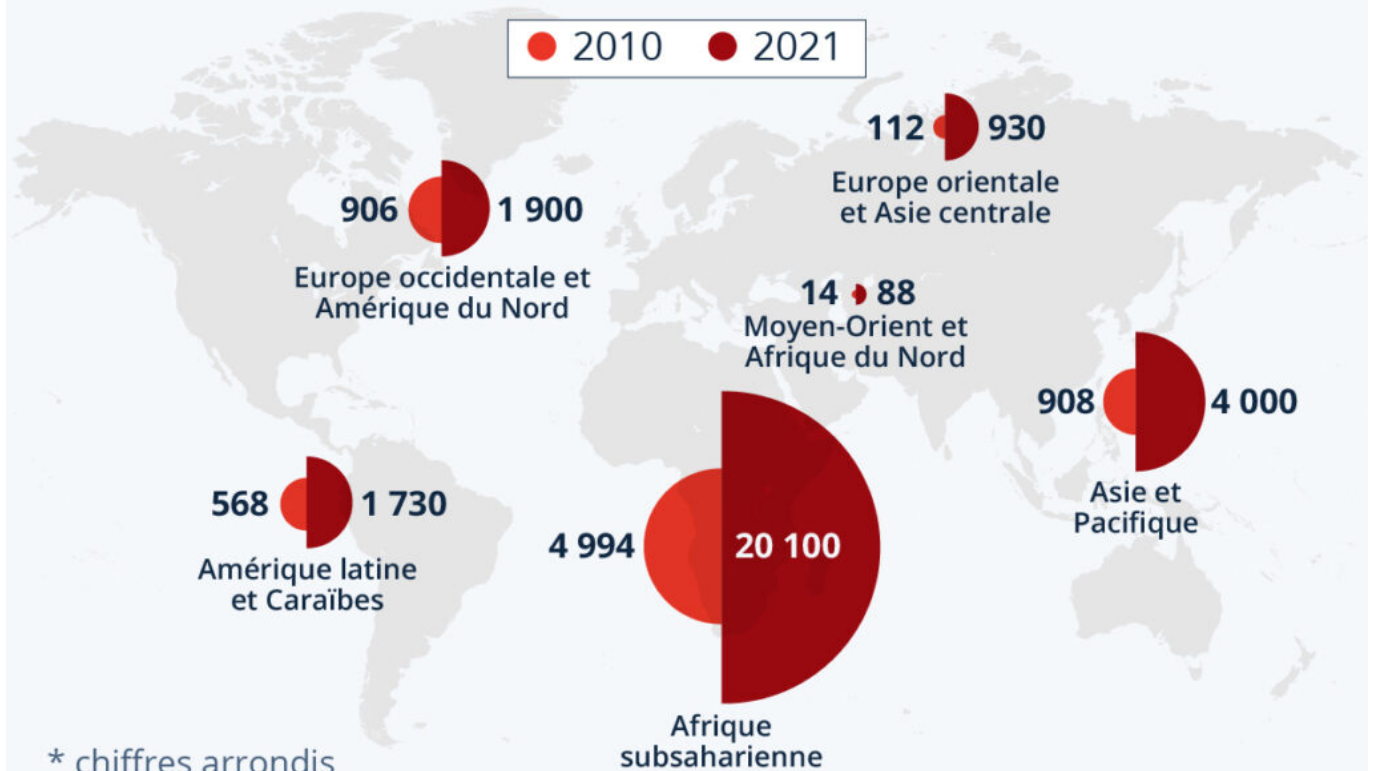 2010 2021
112 930
Europe orientale
et Asie centrale
906 1 900
Europe occidentale et
Amérique du Nord
14 88
Moyen-Orient et
Afrique du Nord
908 4 000
Asie et
Pacifique
568 1 730
Amérique latine
et Caraïbes
4 994 20 100
Afrique
subsaharienne
* chiffres arrondis